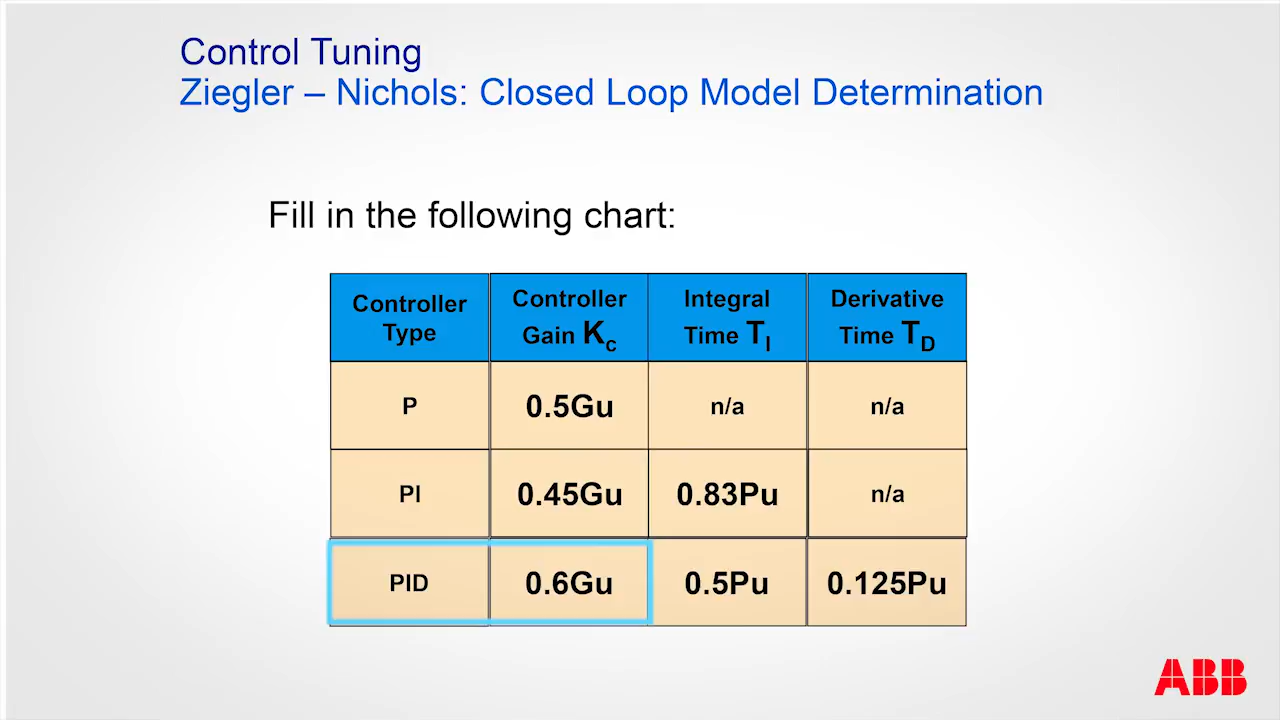 Control Tuning
Ziegler – Nichols: Closed Loop Model Determination
Fill in the following chart:
Controller Type | Controller Gain Kc | Integral Time TI | Derivative Time TD
P | 0.5Gu | n/a | n/a
PI | 0.45Gu | 0.83Pu | n/a
PID | 0.6Gu | 0.5Pu | 0.125Pu
ABB